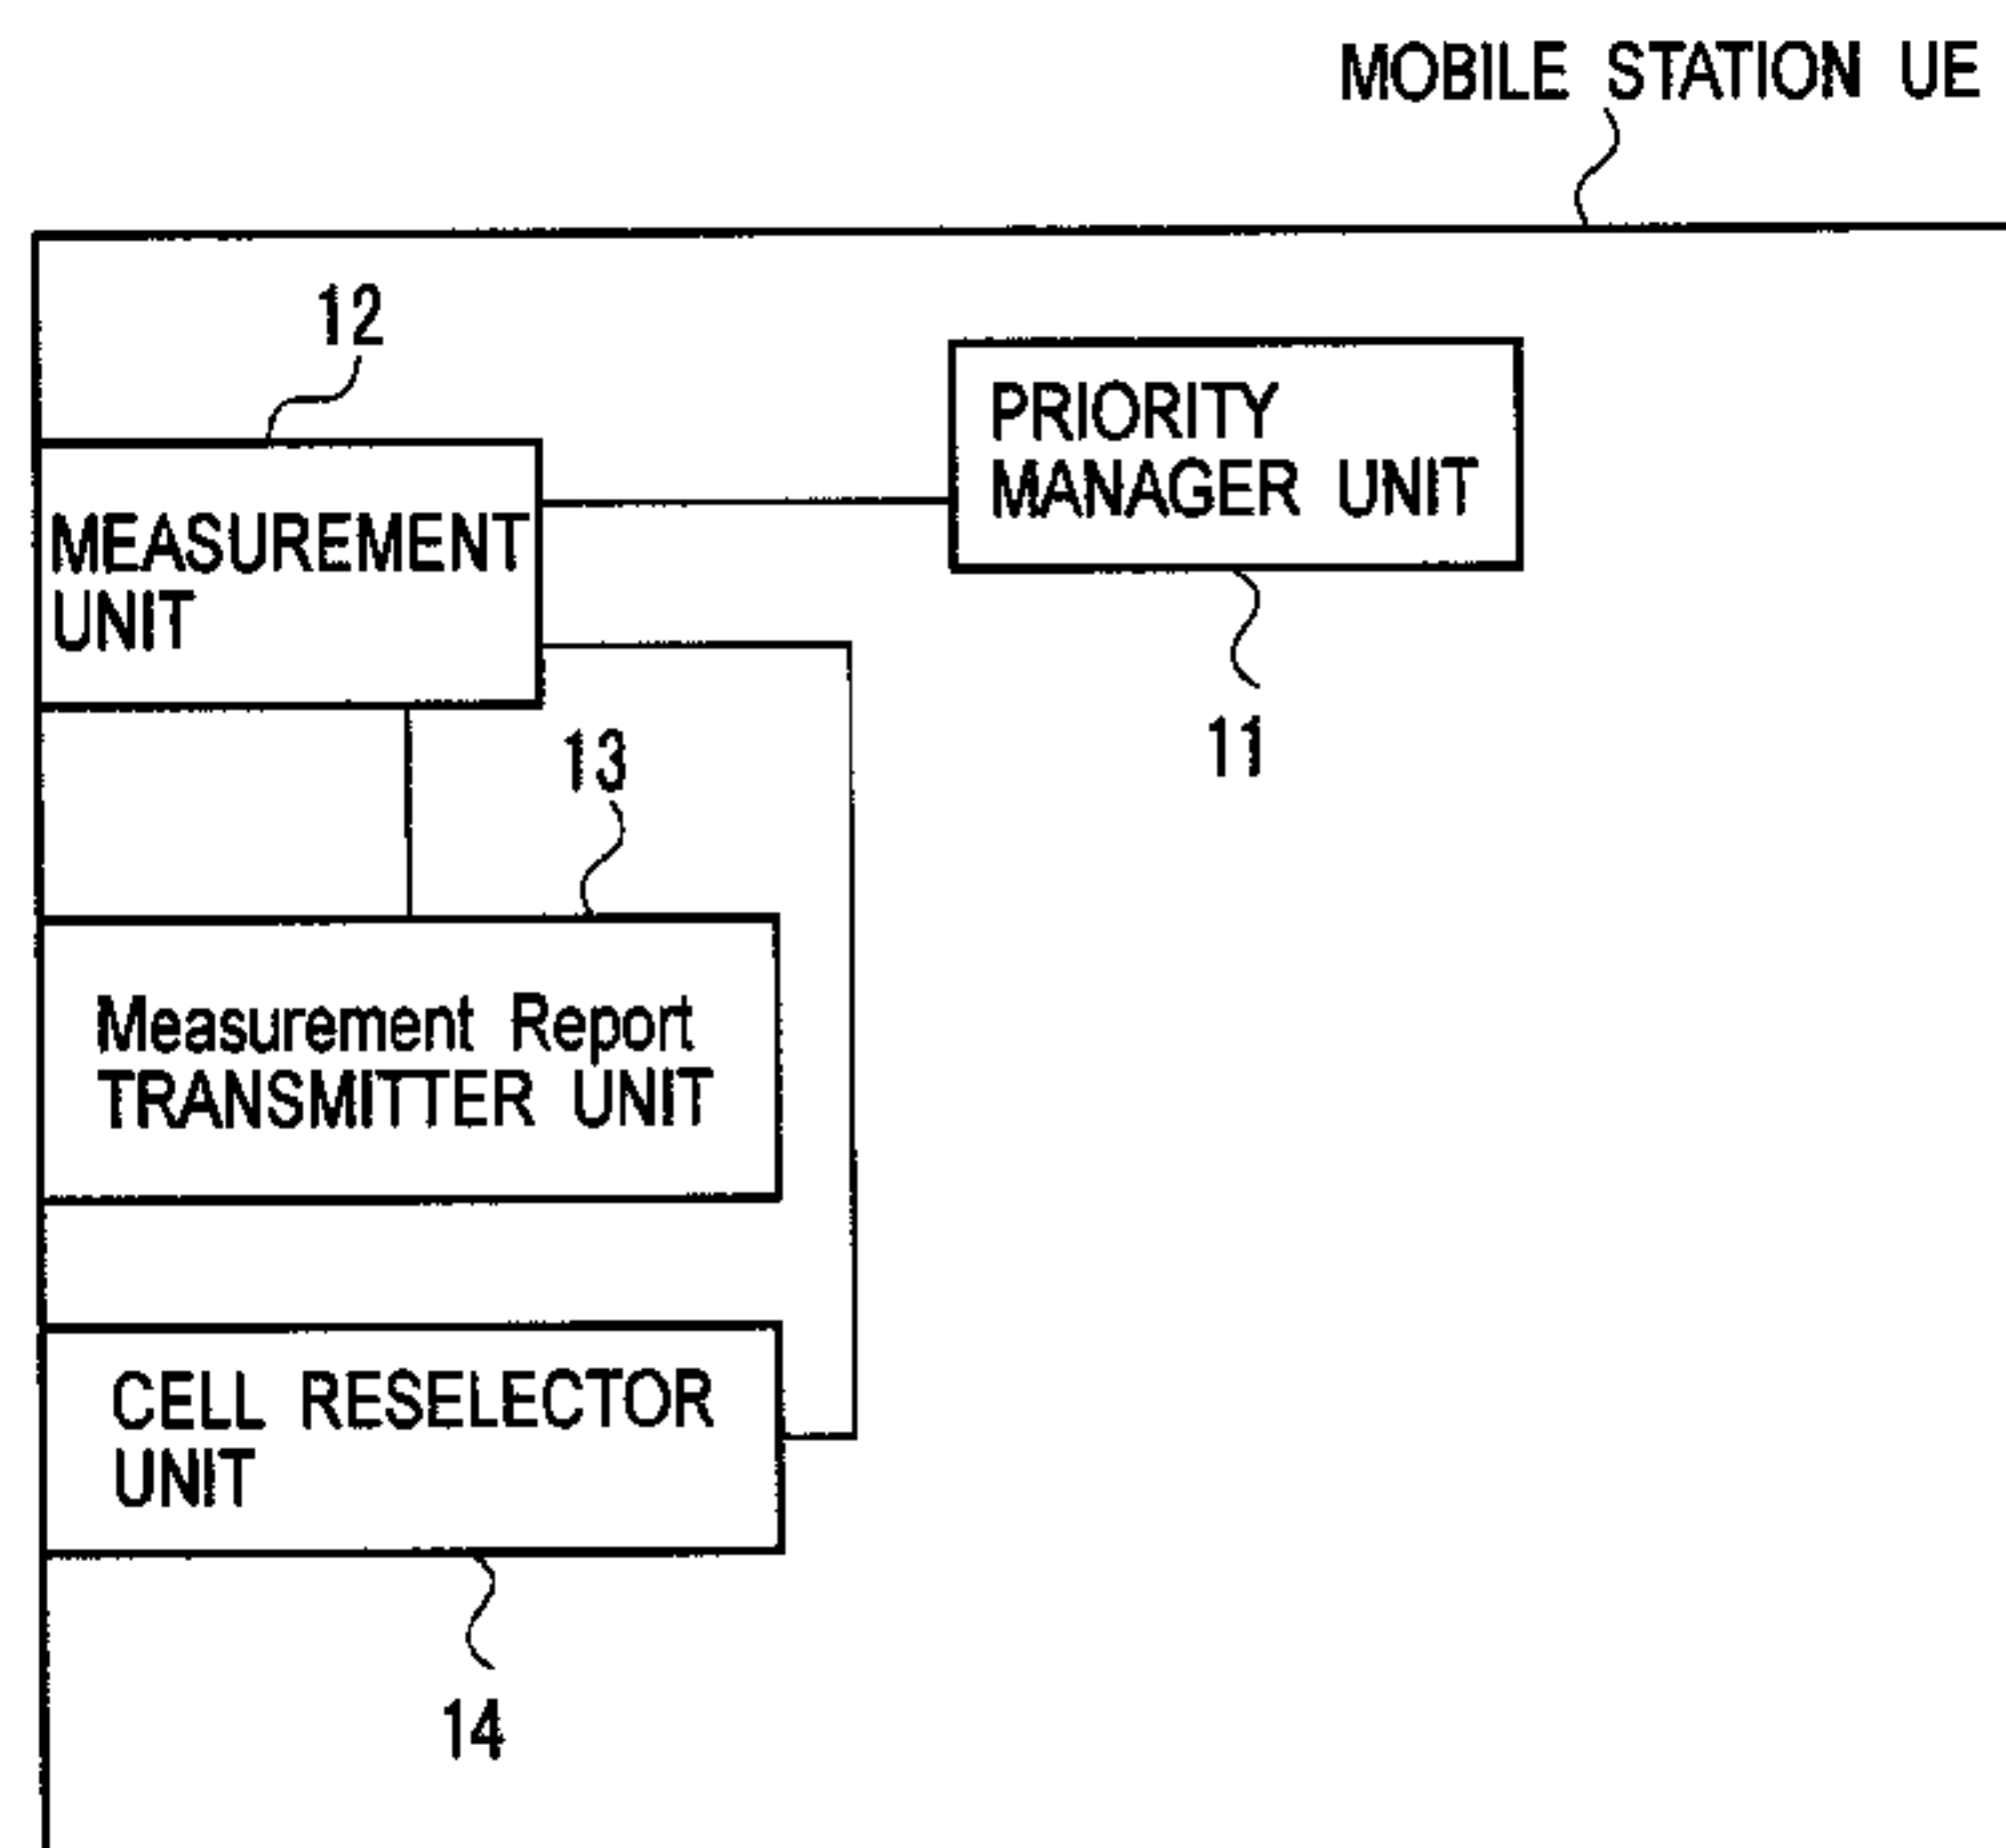 MOBILE STATION UE
12
PRIORITY
MANAGER UNIT
MEASUREMENT
UNIT
11
13
Measurement Report
TRANSMITTER UNIT
CELL RESELECTOR
UNIT
14